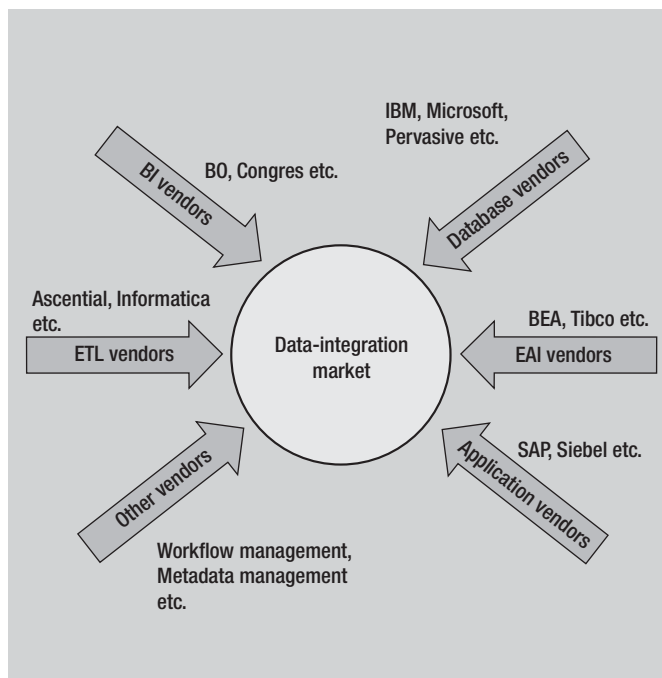 IBM, Microsoft,
Pervasive etc.
BI vendors
BO, Congres etc.
Database vendors
Ascential, Informatica
etc.
ETL vendors
Data-integration
market
BEA, Tibco etc.
EAI vendors
Other vendors
Workflow management,
Metadata management
etc.
SAP, Siebel etc.
Application vendors